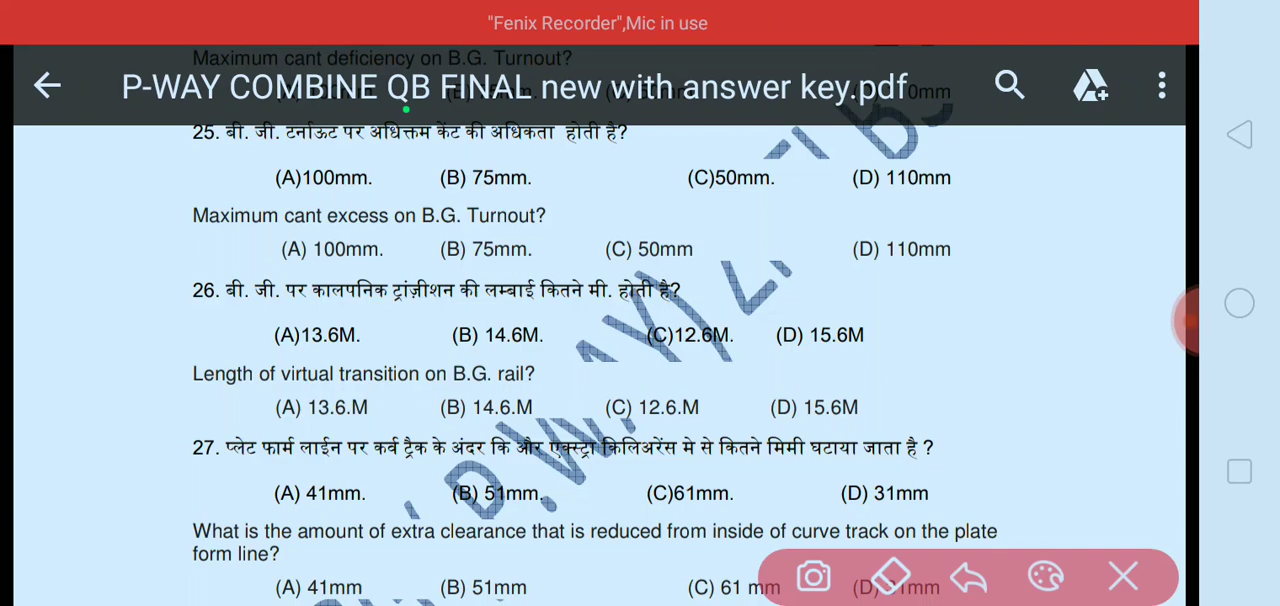 "Fenix Recorder",Mic in use
Maximum cant deficiency on B.G. Turnout?
P-WAY COMBINE QB FINAL new with answer key.pdf
25. बी. जी. टर्नाऊट पर अधिक्तम केंट की अधिकता होती है?
(A)100mm. (B) 75mm. (C)50mm. (D) 110mm
Maximum cant excess on B.G. Turnout?
(A) 100mm. (B) 75mm. (C) 50mm (D) 110mm
26. बी. जी. पर कालपनिक ट्रांज़ीशन की लम्बाई कितने मी. होती है?
(A)13.6M. (B) 14.6M. (C)12.6M. (D) 15.6M
Length of virtual transition on B.G. rail?
(A) 13.6.M (B) 14.6.M (C) 12.6.M (D) 15.6M
27. प्लेट फार्म लाईन पर कर्व ट्रैक के अंदर कि और एक्स्ट्रा किलिअरेंस मे से कितने मिमी घटाया जाता है ?
(A) 41mm. (B) 51mm. (C)61mm. (D) 31mm
What is the amount of extra clearance that is reduced from inside of curve track on the plate
form line?
(A) 41mm (B) 51mm (C) 61 mm (D) 31mm